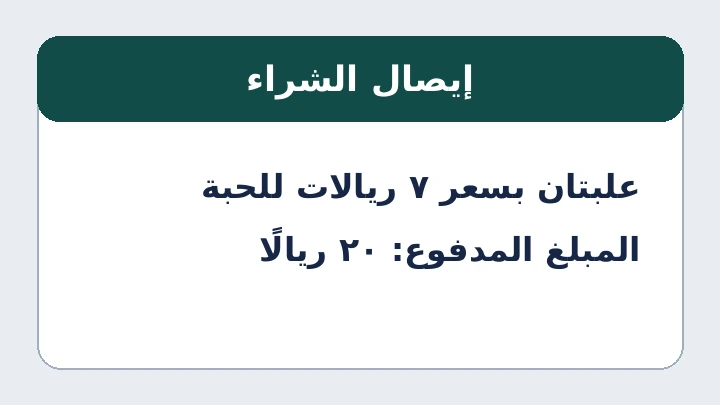 إيصال الشراء
علبتان بسعر ٧ ريالات للحبة
المبلغ المدفوع: ٢٠ ريالًا